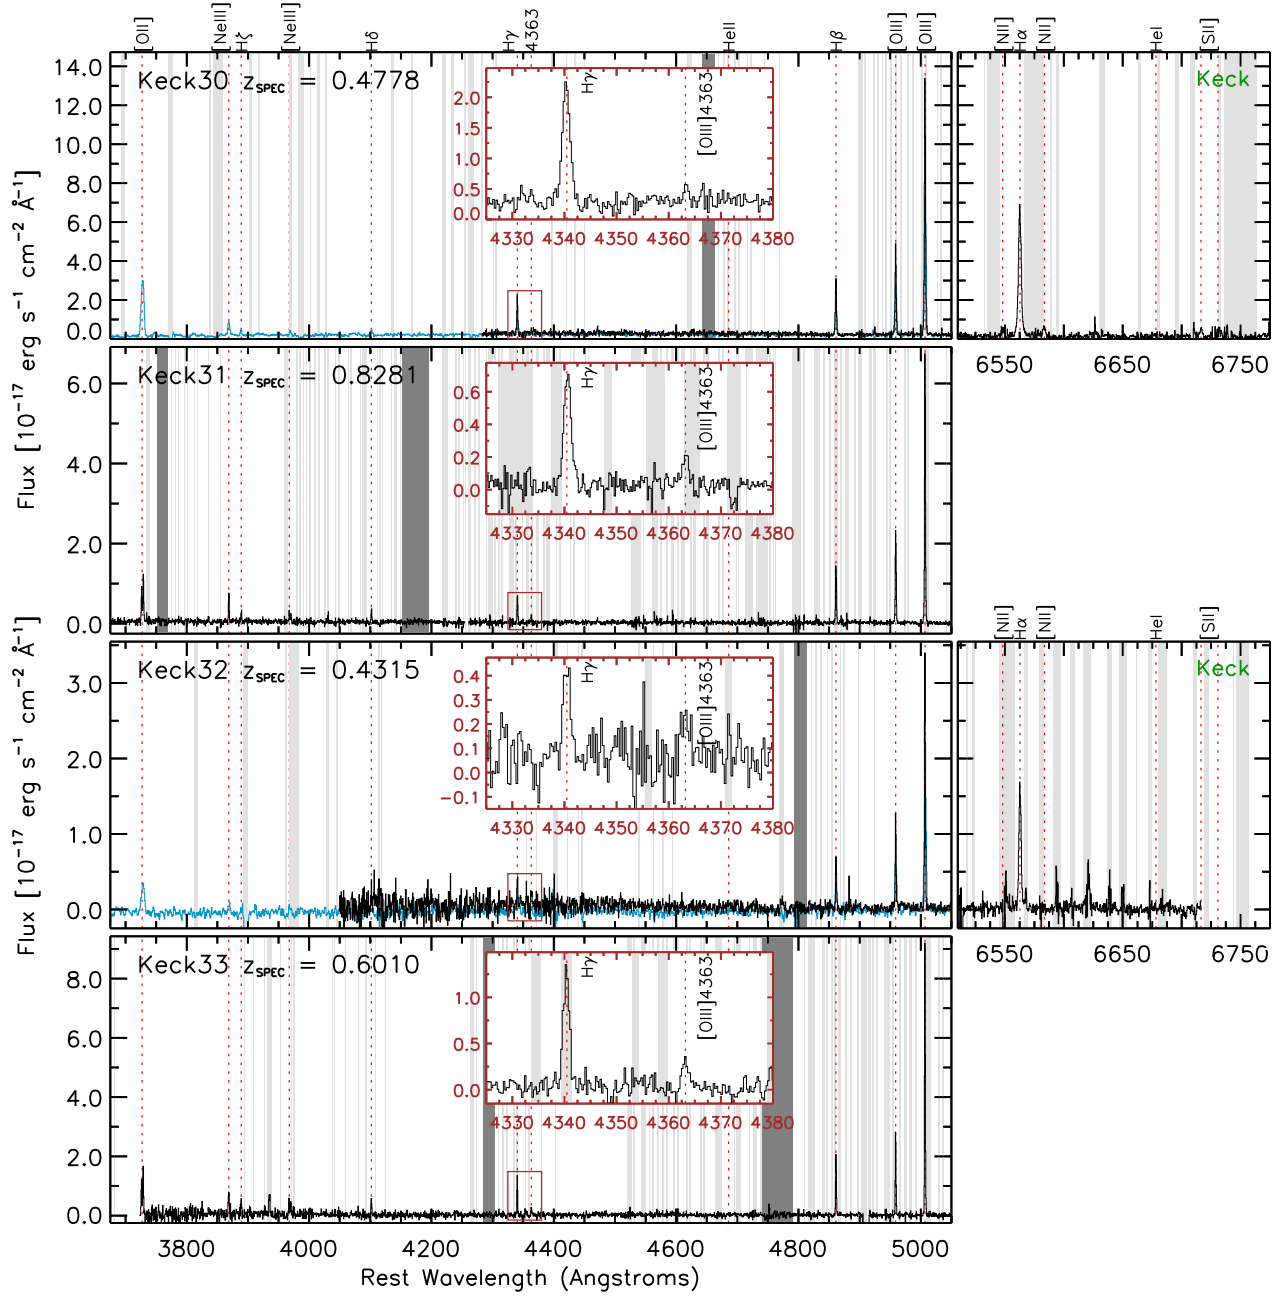 [OII] [NeIII] Hζ [NeIII] Hδ Hγ 4363 HeII Hβ [OIII] [OIII] [NII] Hα [NII] HeI [SII]
Keck30 zSPEC = 0.4778
Keck
14.0
12.0
10.0
8.0
6.0
4.0
2.0
0.0
Hγ
[OIII]4363
2.0
1.5
1.0
0.5
0.0
4330 4340 4350 4360 4370 4380
6550 6650 6750
Flux [10⁻¹⁷ erg s⁻¹ cm⁻² Å⁻¹]
Keck31 zSPEC = 0.8281
6.0
4.0
2.0
0.0
Hγ
[OIII]4363
0.6
0.4
0.2
0.0
4330 4340 4350 4360 4370 4380
[NII] Hα [NII] HeI [SII]
Keck32 zSPEC = 0.4315
Keck
3.0
2.0
1.0
0.0
Hγ
[OIII]4363
0.4
0.3
0.2
0.1
0.0
−0.1
4330 4340 4350 4360 4370 4380
6550 6650 6750
Flux [10⁻¹⁷ erg s⁻¹ cm⁻² Å⁻¹]
Keck33 zSPEC = 0.6010
8.0
6.0
4.0
2.0
0.0
Hγ
[OIII]4363
1.0
0.5
0.0
4330 4340 4350 4360 4370 4380
3800 4000 4200 4400 4600 4800 5000
Rest Wavelength (Angstroms)